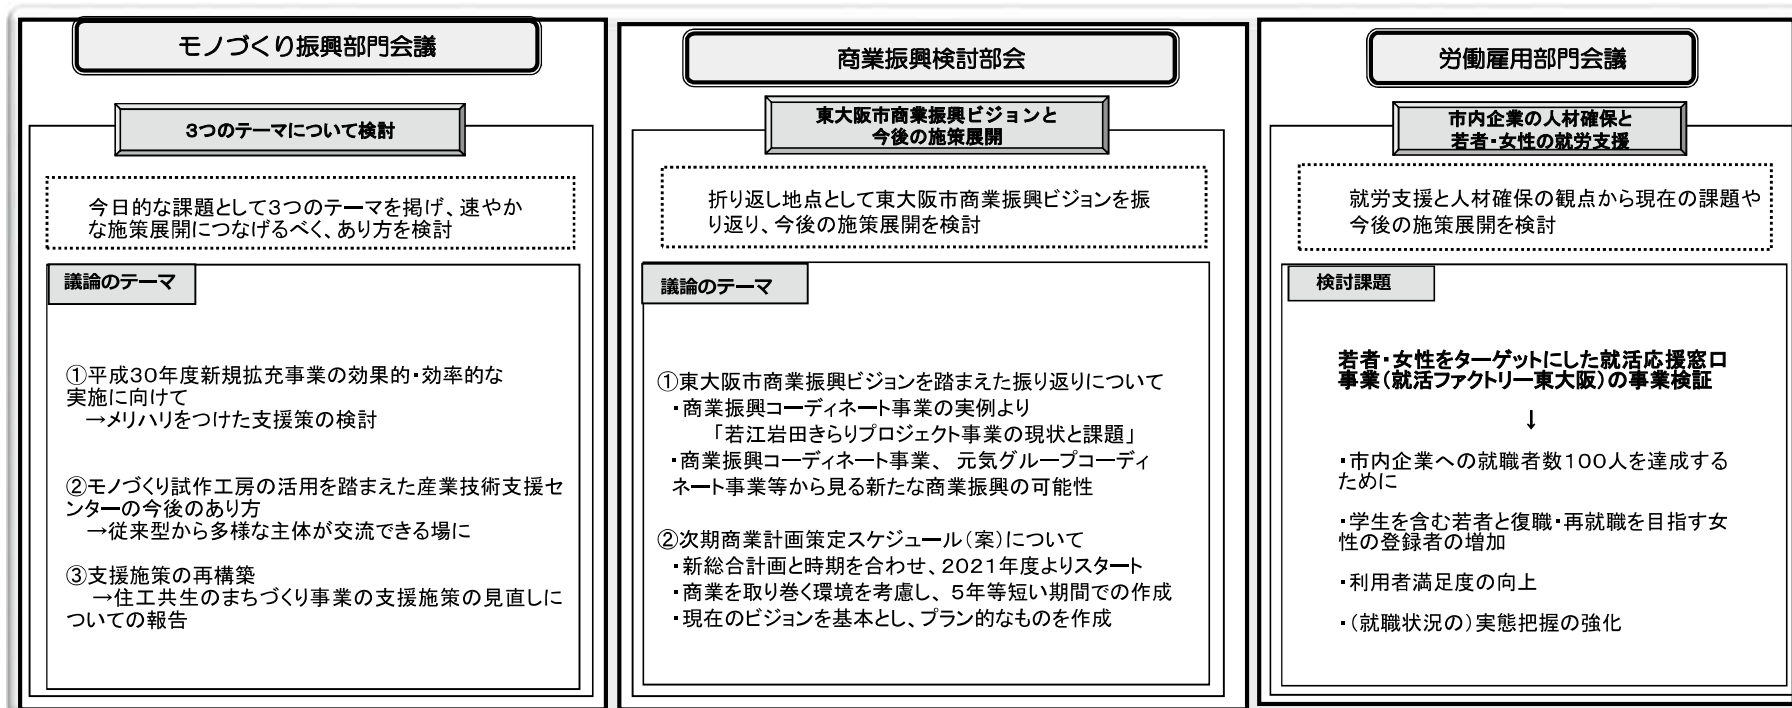 モノづくり振興部門会議
3つのテーマについて検討
今日的な課題として3つのテーマを掲げ、速やか
な施策展開につなげるべく、あり方を検討
議論のテーマ
①平成30年度新規拡充事業の効果的・効率的な
実施に向けて
→メリハリをつけた支援策の検討
②モノづくり試作工房の活用を踏まえた産業技術支援セ
ンターの今後のあり方
→従来型から多様な主体が交流できる場に
③支援施策の再構築
→住工共生のまちづくり事業の支援施策の見直しに
ついての報告
商業振興検討部会
東大阪市商業振興ビジョンと
今後の施策展開
折り返し地点として東大阪市商業振興ビジョンを振
り返り、今後の施策展開を検討
議論のテーマ
①東大阪市商業振興ビジョンを踏まえた振り返りについて
・商業振興コーディネート事業の実例より
「若江岩田きらりプロジェクト事業の現状と課題」
・商業振興コーディネート事業、元気グループコーディ
ネート事業等から見る新たな商業振興の可能性
②次期商業計画策定スケジュール（案）について
・新総合計画と時期を合わせ、2021年度よりスタート
・商業を取り巻く環境を考慮し、5年等短い期間での作成
・現在のビジョンを基本とし、プラン的なものを作成
労働雇用部門会議
市内企業の人材確保と
若者・女性の就労支援
就労支援と人材確保の観点から現在の課題や
今後の施策展開を検討
検討課題
若者・女性をターゲットにした就活応援窓口
事業（就活ファクトリー東大阪）の事業検証
↓
・市内企業への就職者数100人を達成する
ために
・学生を含む若者と復職・再就職を目指す女
性の登録者の増加
・利用者満足度の向上
・（就職状況の）実態把握の強化